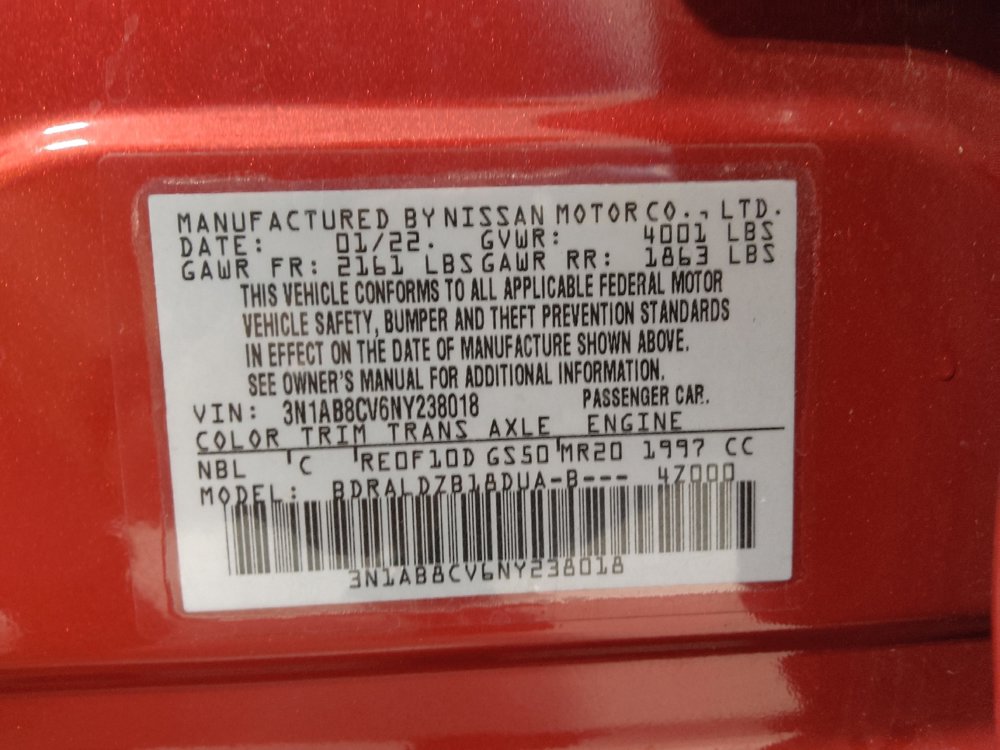 MANUFACTURED BY NISSAN MOTOR CO., LTD.
DATE: 01/22. GVWR: 4001 LBS
GAWR FR: 2161 LBS GAWR RR: 1863 LBS
THIS VEHICLE CONFORMS TO ALL APPLICABLE FEDERAL MOTOR
VEHICLE SAFETY, BUMPER AND THEFT PREVENTION STANDARDS
IN EFFECT ON THE DATE OF MANUFACTURE SHOWN ABOVE.
SEE OWNER'S MANUAL FOR ADDITIONAL INFORMATION.
VIN: 3N1AB8CV6NY238018 PASSENGER CAR.
COLOR TRIM TRANS AXLE ENGINE
NBL C RE0F10D GS50 MR20 1997 CC
MODEL: BDRALDZB18DUA-B--- 4Z000
3N1AB8CV6NY238018